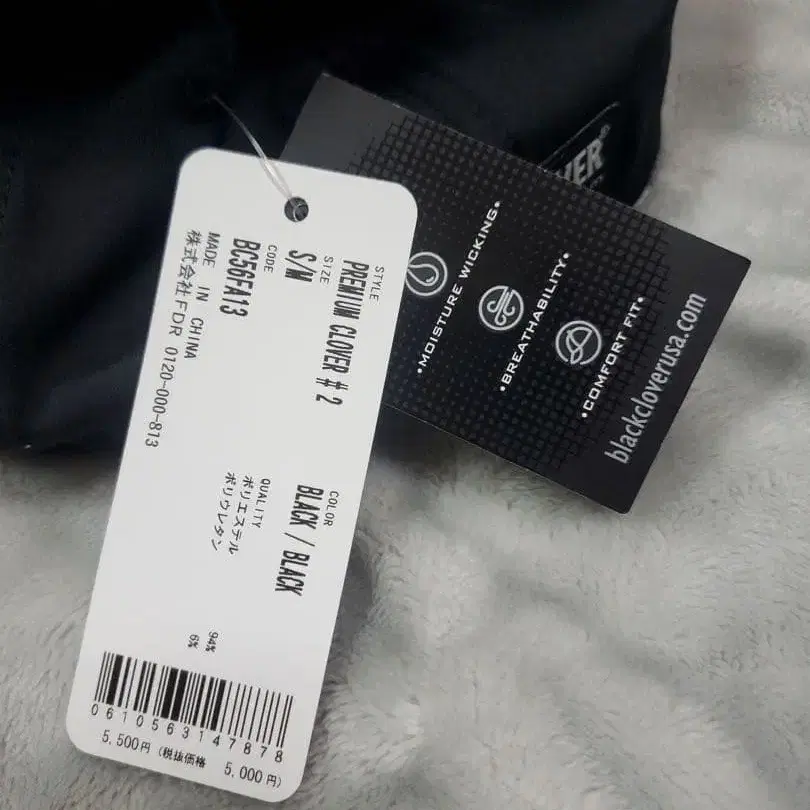 STYLE
PREMIUM CLOVER # 2
SIZE
S/M
CODE
BC56FA13
MADE IN CHINA
株式会社FDR 0120-000-813
COLOR
BLACK / BLACK
QUALITY
ポリエステル 94%
ポリウレタン 6%
0610563147878
5,500円 (税抜価格 5,000円)
•MOISTURE WICKING•
•BREATHABILITY•
•COMFORT FIT•
blackcloverusa.com